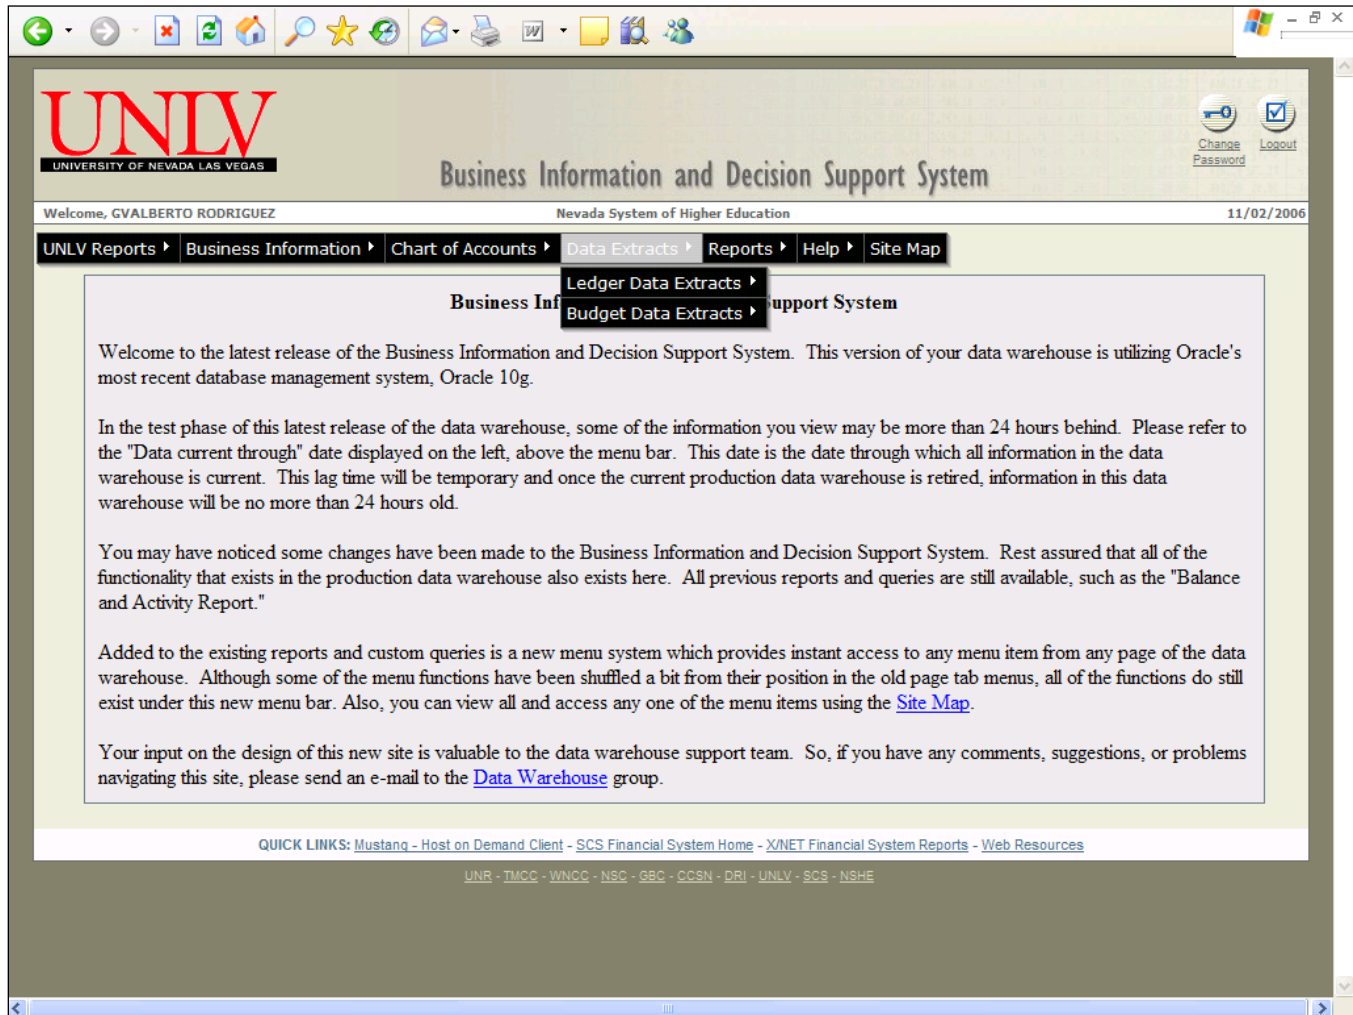 UNLV
UNIVERSITY OF NEVADA LAS VEGAS
Business Information and Decision Support System
Change
Password
Logout
Welcome, GVALBERTO RODRIGUEZ
Nevada System of Higher Education
11/02/2006
UNLV Reports
Business Information
Chart of Accounts
Data Extracts
Reports
Help
Site Map
Ledger Data Extracts
Budget Data Extracts
Business Inf upport System
Welcome to the latest release of the Business Information and Decision Support System. This version of your data warehouse is utilizing Oracle's
most recent database management system, Oracle 10g.
In the test phase of this latest release of the data warehouse, some of the information you view may be more than 24 hours behind. Please refer to
the "Data current through" date displayed on the left, above the menu bar. This date is the date through which all information in the data
warehouse is current. This lag time will be temporary and once the current production data warehouse is retired, information in this data
warehouse will be no more than 24 hours old.
You may have noticed some changes have been made to the Business Information and Decision Support System. Rest assured that all of the
functionality that exists in the production data warehouse also exists here. All previous reports and queries are still available, such as the "Balance
and Activity Report."
Added to the existing reports and custom queries is a new menu system which provides instant access to any menu item from any page of the data
warehouse. Although some of the menu functions have been shuffled a bit from their position in the old page tab menus, all of the functions do still
exist under this new menu bar. Also, you can view all and access any one of the menu items using the Site Map.
Your input on the design of this new site is valuable to the data warehouse support team. So, if you have any comments, suggestions, or problems
navigating this site, please send an e-mail to the Data Warehouse group.
QUICK LINKS: Mustang - Host on Demand Client - SCS Financial System Home - X/NET Financial System Reports - Web Resources
UNR - TMCC - WNCC - NSC - GBC - CCSN - DRI - UNLV - SCS - NSHE